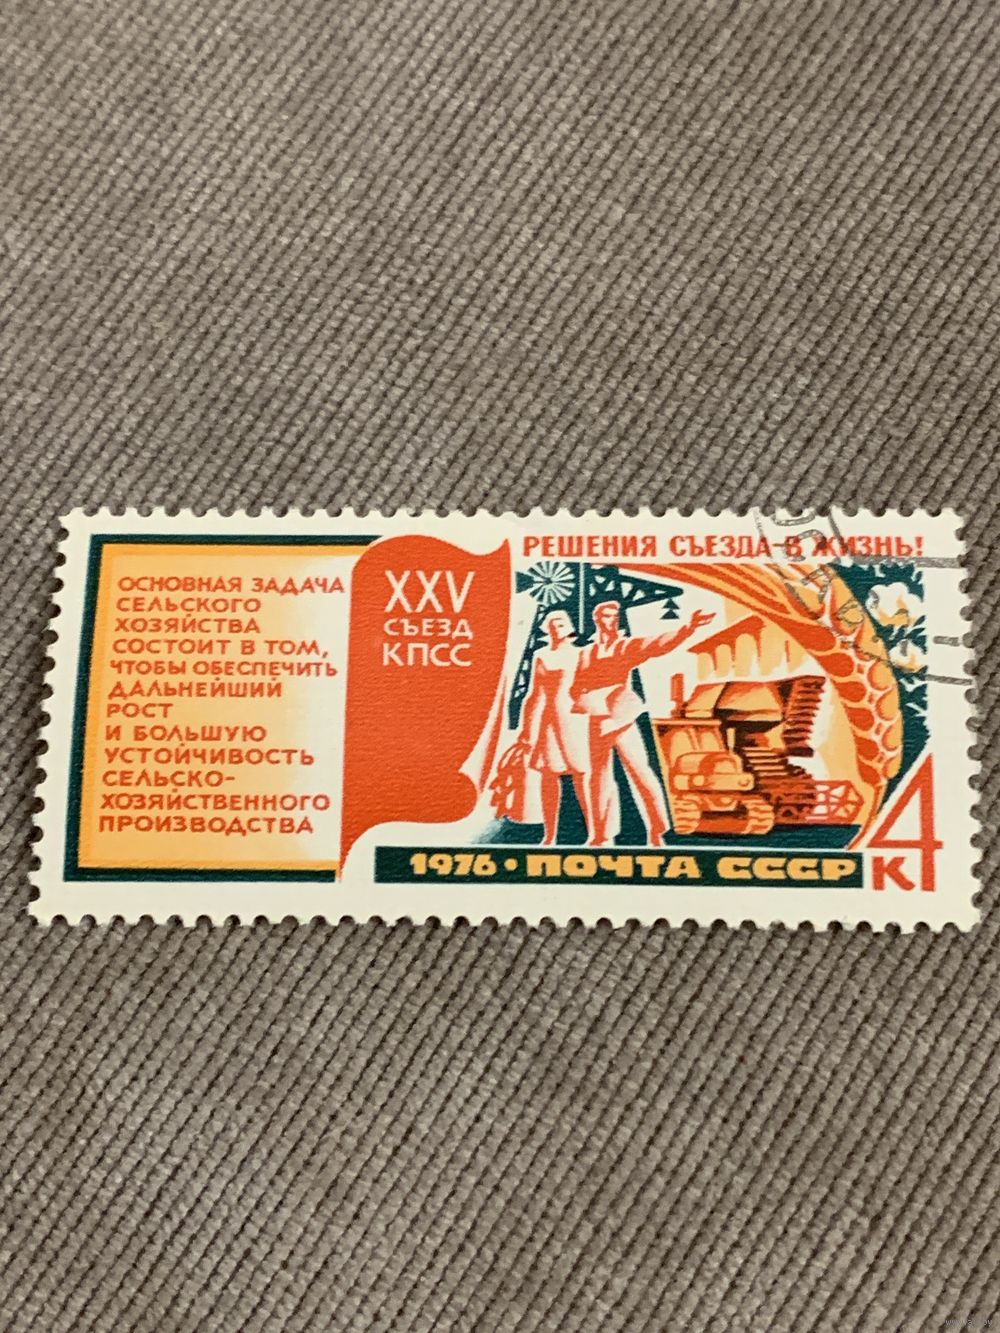 ОСНОВНАЯ ЗАДАЧА
СЕЛЬСКОГО
ХОЗЯЙСТВА
СОСТОИТ В ТОМ,
ЧТОБЫ ОБЕСПЕЧИТЬ
ДАЛЬНЕЙШИЙ
РОСТ
И БОЛЬШУЮ
УСТОЙЧИВОСТЬ
СЕЛЬСКО-
ХОЗЯЙСТВЕННОГО
ПРОИЗВОДСТВА
XXV
СЪЕЗД
КПСС
РЕШЕНИЯ СЪЕЗДА-В ЖИЗНЬ!
1976 • ПОЧТА СССР
4
К